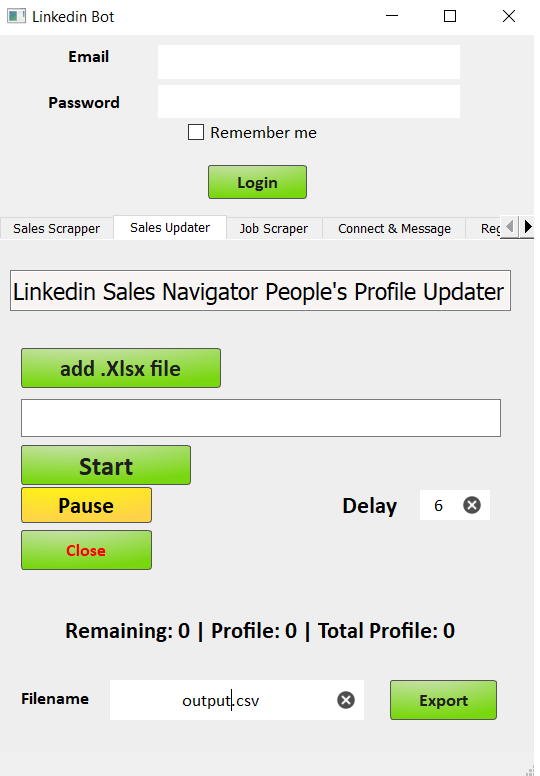 Linkedin Bot
Email
Password
Remember me
Login
Sales Scrapper Sales Updater Job Scraper Connect & Message Reg
Linkedin Sales Navigator People's Profile Updater
add .Xlsx file
Start
Pause
Delay 6
Close
Remaining: 0 | Profile: 0 | Total Profile: 0
Filename output.csv Export